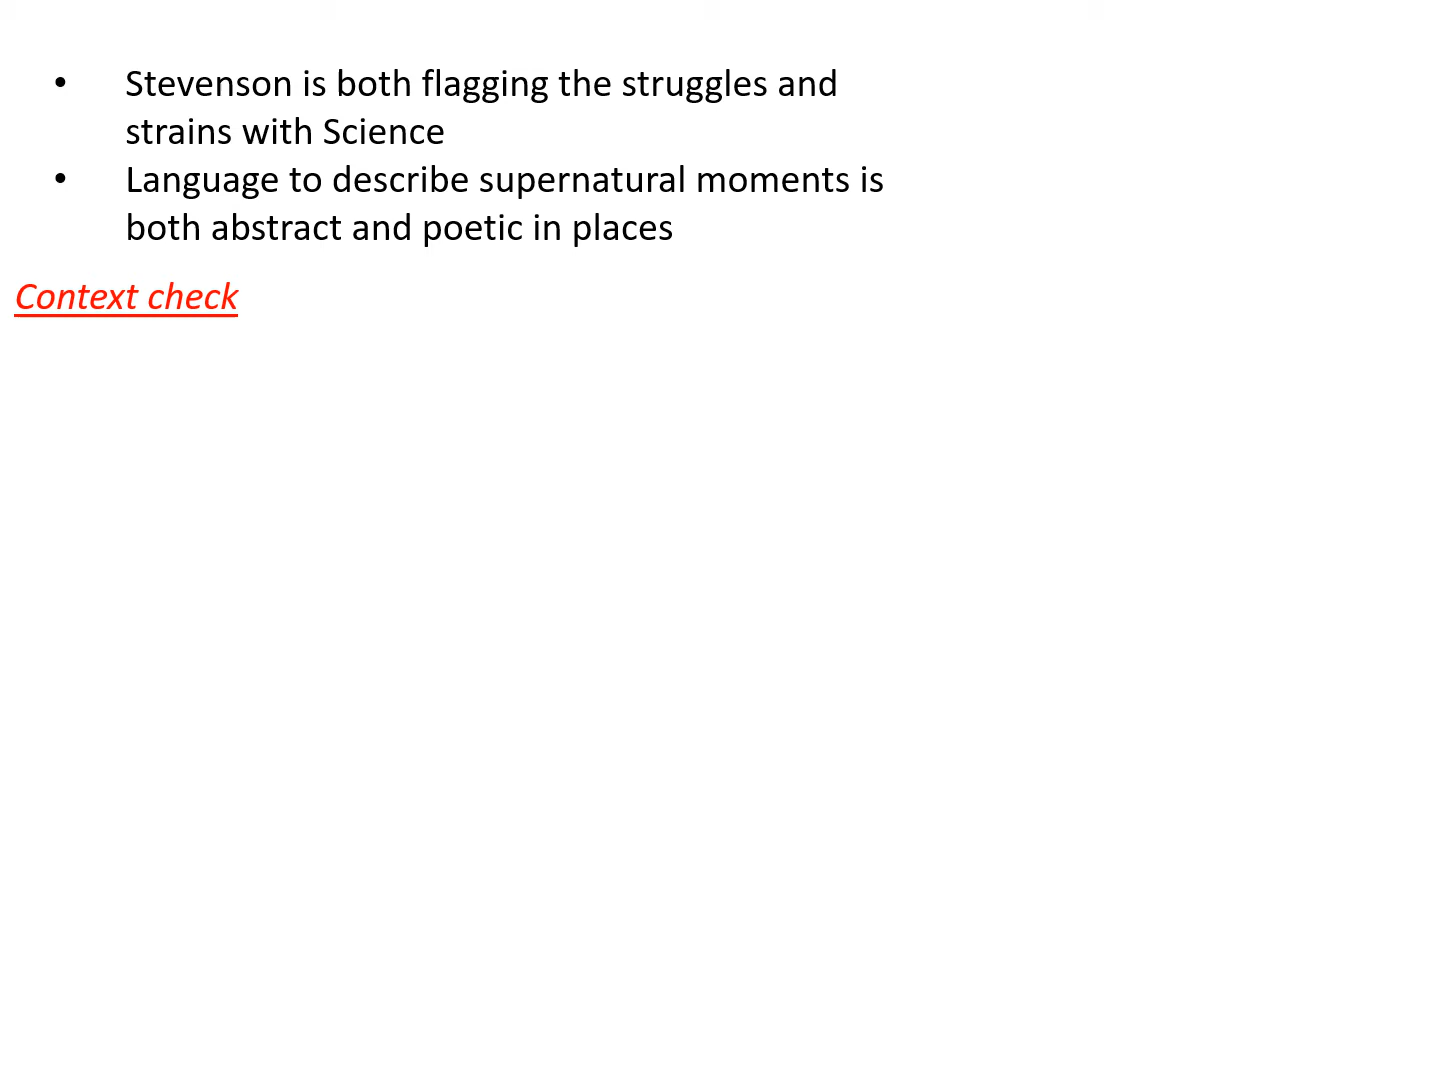 • Stevenson is both flagging the struggles and
strains with Science
• Language to describe supernatural moments is
both abstract and poetic in places
Context check